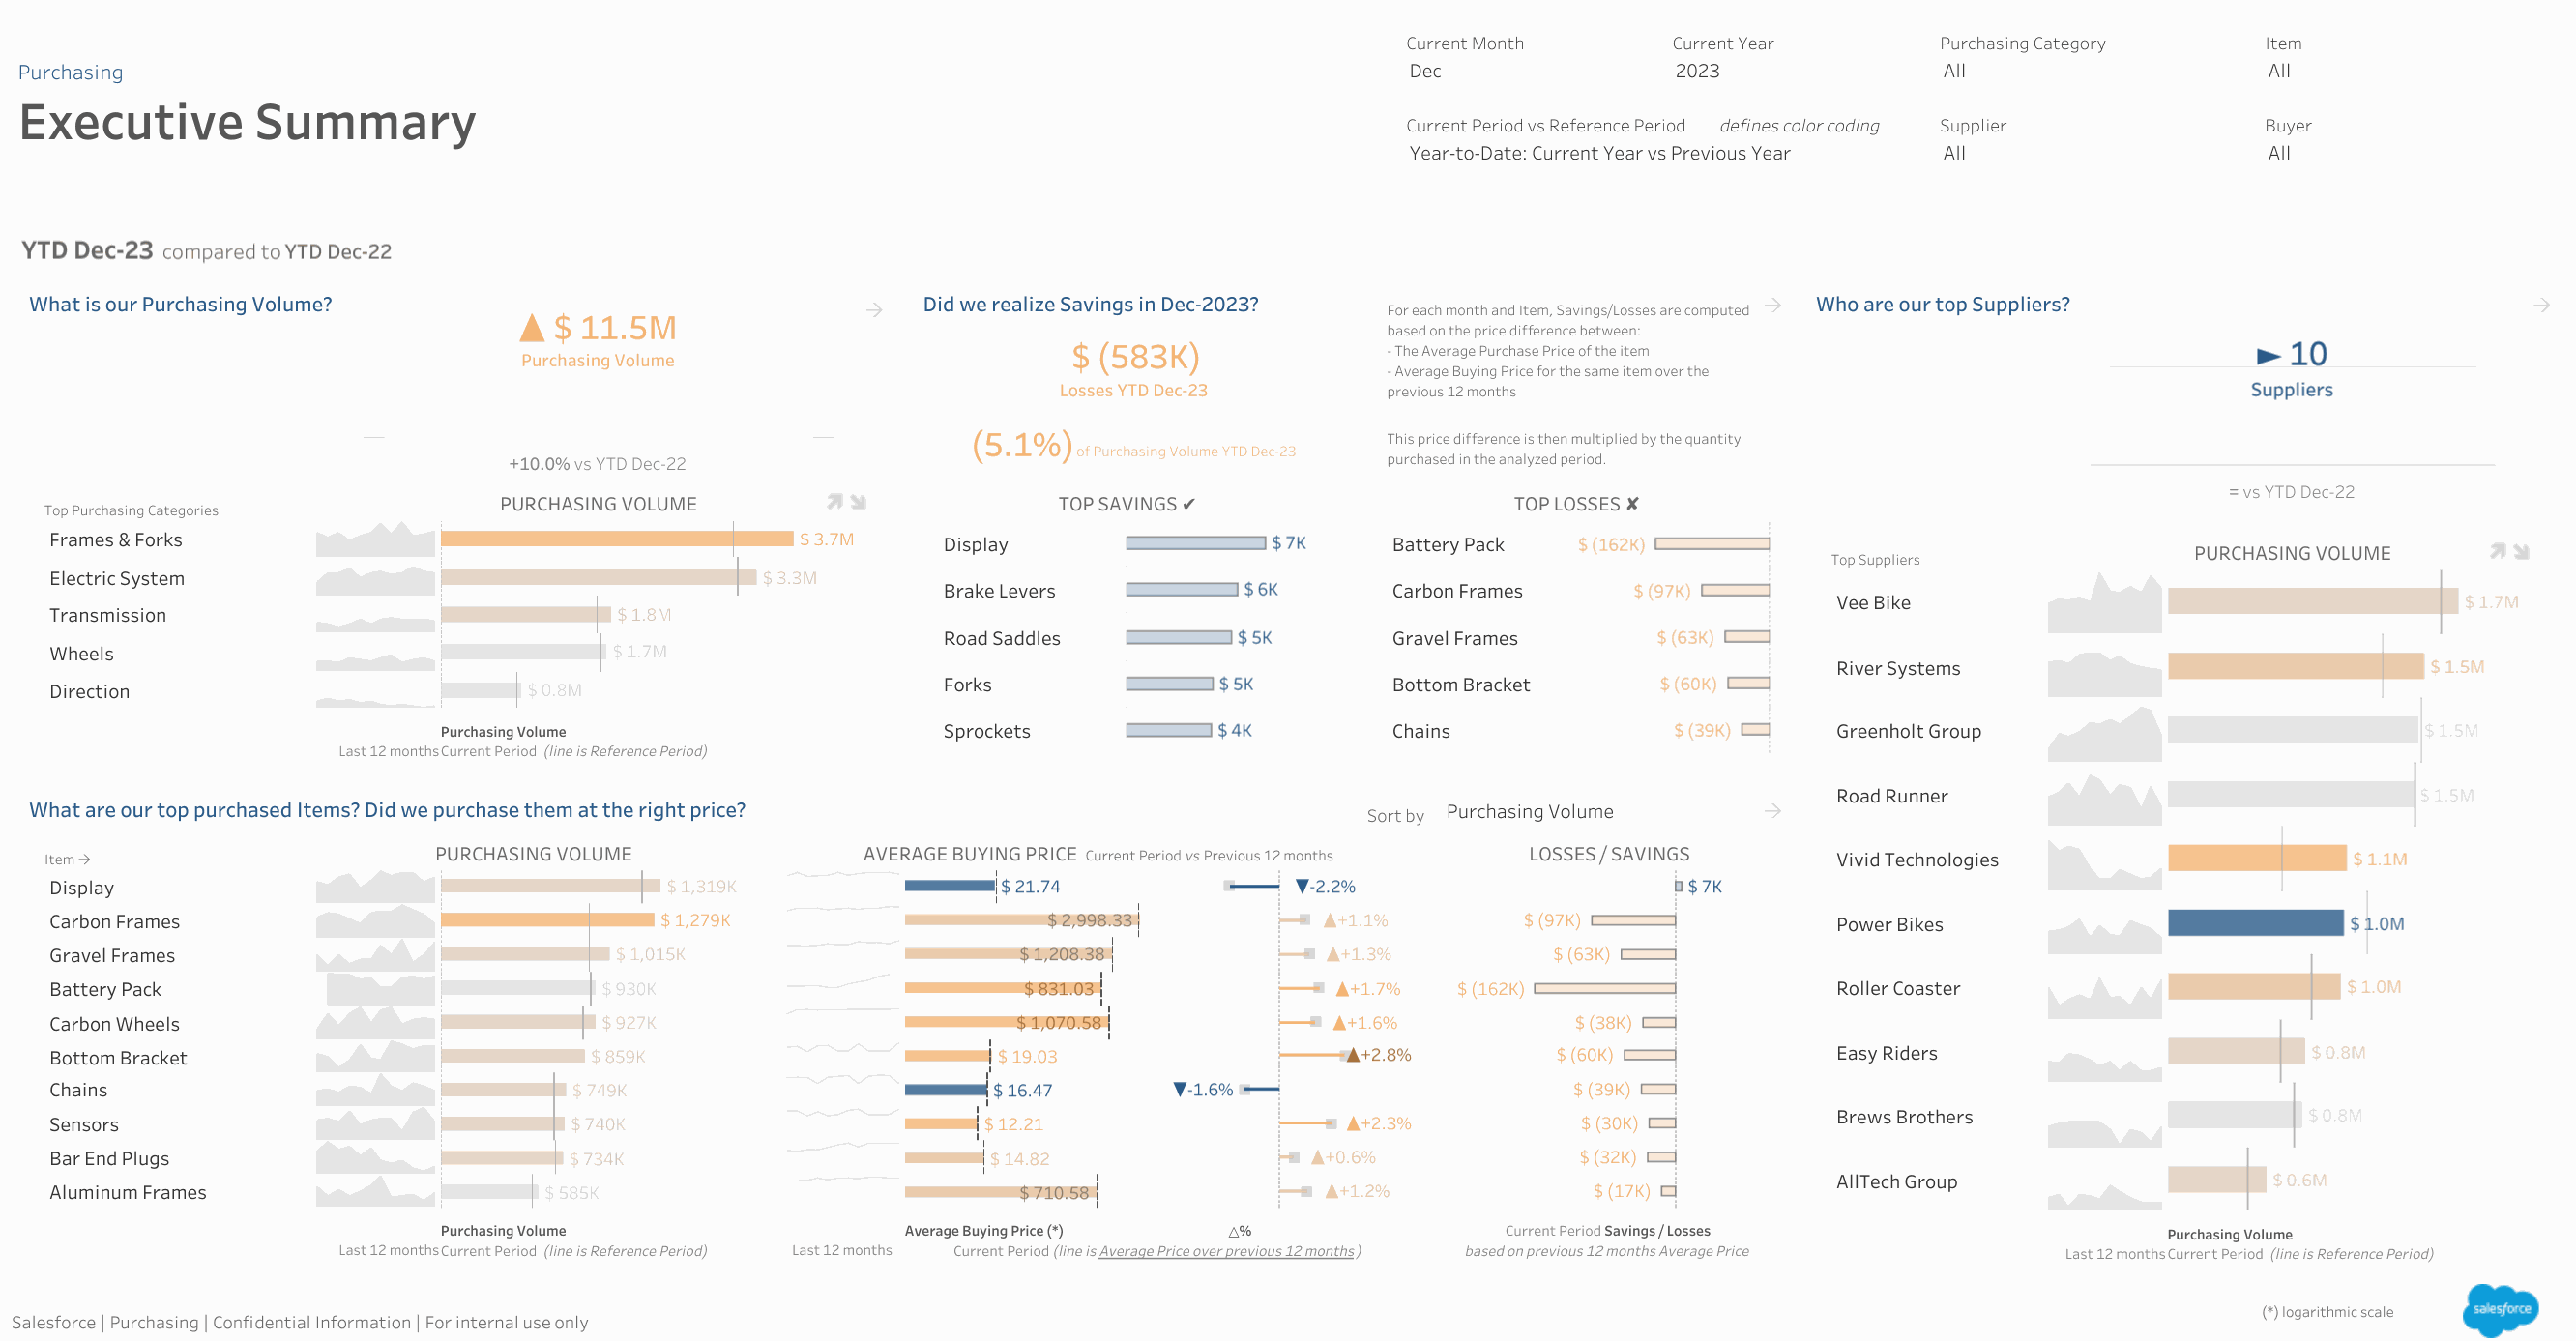 Purchasing
Executive Summary
Current Month
Dec
Current Year
2023
Purchasing Category
All
Item
All
Current Period vs Reference Period defines color coding
Year-to-Date: Current Year vs Previous Year
Supplier
All
Buyer
All
YTD Dec-23 compared to YTD Dec-22
What is our Purchasing Volume?
▲ $ 11.5M
Purchasing Volume
+10.0% vs YTD Dec-22
Top Purchasing Categories
PURCHASING VOLUME
Frames & Forks $ 3.7M
Electric System $ 3.3M
Transmission $ 1.8M
Wheels $ 1.7M
Direction $ 0.8M
Purchasing Volume
Last 12 months Current Period (line is Reference Period)
Did we realize Savings in Dec-2023?
$ (583K)
Losses YTD Dec-23
(5.1%) of Purchasing Volume YTD Dec-23
For each month and Item, Savings/Losses are computed
based on the price difference between:
- The Average Purchase Price of the item
- Average Buying Price for the same item over the
previous 12 months
This price difference is then multiplied by the quantity
purchased in the analyzed period.
TOP SAVINGS ✔
Display $ 7K
Brake Levers $ 6K
Road Saddles $ 5K
Forks $ 5K
Sprockets $ 4K
TOP LOSSES ✘
Battery Pack $ (162K)
Carbon Frames $ (97K)
Gravel Frames $ (63K)
Bottom Bracket $ (60K)
Chains $ (39K)
Who are our top Suppliers?
► 10
Suppliers
= vs YTD Dec-22
Top Suppliers
PURCHASING VOLUME
Vee Bike $ 1.7M
River Systems $ 1.5M
Greenholt Group $ 1.5M
Road Runner $ 1.5M
Vivid Technologies $ 1.1M
Power Bikes $ 1.0M
Roller Coaster $ 1.0M
Easy Riders $ 0.8M
Brews Brothers $ 0.8M
AllTech Group $ 0.6M
Purchasing Volume
Last 12 months Current Period (line is Reference Period)
What are our top purchased Items? Did we purchase them at the right price?
Sort by Purchasing Volume
Item →
PURCHASING VOLUME
AVERAGE BUYING PRICE Current Period vs Previous 12 months
LOSSES / SAVINGS
Display $ 1,319K $ 21.74 ▼-2.2% $ 7K
Carbon Frames $ 1,279K $ 2,998.33 ▲+1.1% $ (97K)
Gravel Frames $ 1,015K $ 1,208.38 ▲+1.3% $ (63K)
Battery Pack $ 930K $ 831.03 ▲+1.7% $ (162K)
Carbon Wheels $ 927K $ 1,070.58 ▲+1.6% $ (38K)
Bottom Bracket $ 859K $ 19.03 ▲+2.8% $ (60K)
Chains $ 749K $ 16.47 ▼-1.6% $ (39K)
Sensors $ 740K $ 12.21 ▲+2.3% $ (30K)
Bar End Plugs $ 734K $ 14.82 ▲+0.6% $ (32K)
Aluminum Frames $ 585K $ 710.58 ▲+1.2% $ (17K)
Purchasing Volume
Last 12 months Current Period (line is Reference Period)
Average Buying Price (*) △%
Last 12 months Current Period (line is Average Price over previous 12 months )
Current Period Savings / Losses
based on previous 12 months Average Price
(*) logarithmic scale
salesforce
Salesforce | Purchasing | Confidential Information | For internal use only